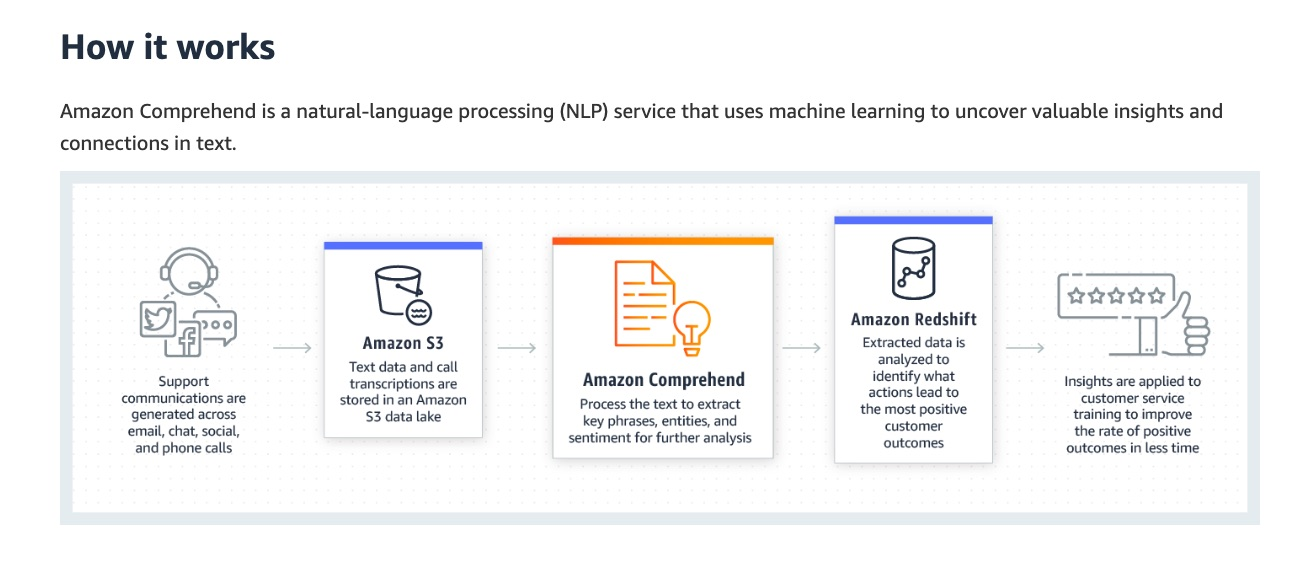 How it works
Amazon Comprehend is a natural-language processing (NLP) service that uses machine learning to uncover valuable insights and
connections in text.
Support
communications are
generated across
email, chat, social,
and phone calls
Amazon S3
Text data and call
transcriptions are
stored in an Amazon
S3 data lake
Amazon Comprehend
Process the text to extract
key phrases, entities, and
sentiment for further analysis
Amazon Redshift
Extracted data is
analyzed to
identify what
actions lead to
the most positive
customer
outcomes
Insights are applied to
customer service
training to improve
the rate of positive
outcomes in less time